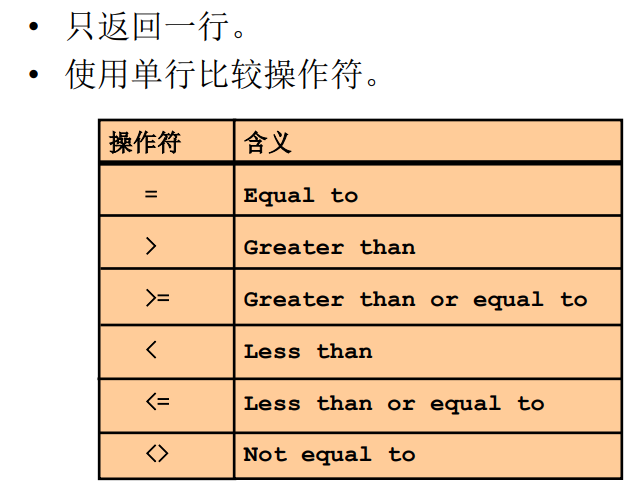 • 只返回一行。
• 使用单行比较操作符。
操作符 含义
= Equal to
> Greater than
>= Greater than or equal to
< Less than
<= Less than or equal to
<> Not equal to